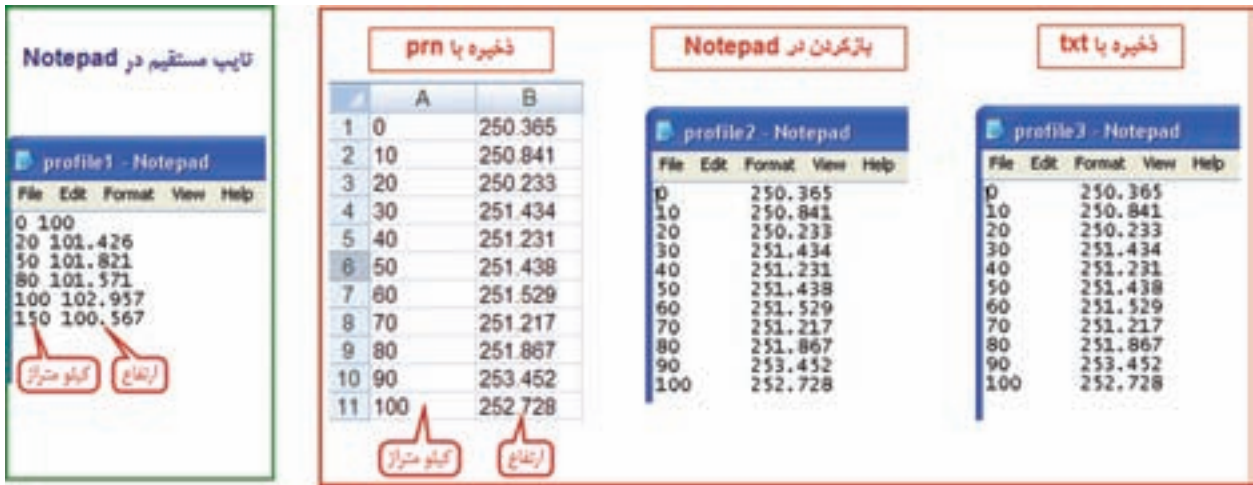 تایپ مستقیم در Notepad
profile1 - Notepad
File Edit Format View Help
0 100
20 101.426
50 101.821
80 101.571
100 102.957
150 100.567
کیلو متراژ
ارتفاع
ذخیره با prn
A B
1 0 250.365
2 10 250.841
3 20 250.233
4 30 251.434
5 40 251.231
6 50 251.438
7 60 251.529
8 70 251.217
9 80 251.867
10 90 253.452
11 100 252.728
کیلو متراژ
ارتفاع
بازکردن در Notepad
profile2 - Notepad
File Edit Format View Help
0 250.365
10 250.841
20 250.233
30 251.434
40 251.231
50 251.438
60 251.529
70 251.217
80 251.867
90 253.452
100 252.728
ذخیره با txt
profile3 - Notepad
File Edit Format View Help
0 250.365
10 250.841
20 250.233
30 251.434
40 251.231
50 251.438
60 251.529
70 251.217
80 251.867
90 253.452
100 252.728